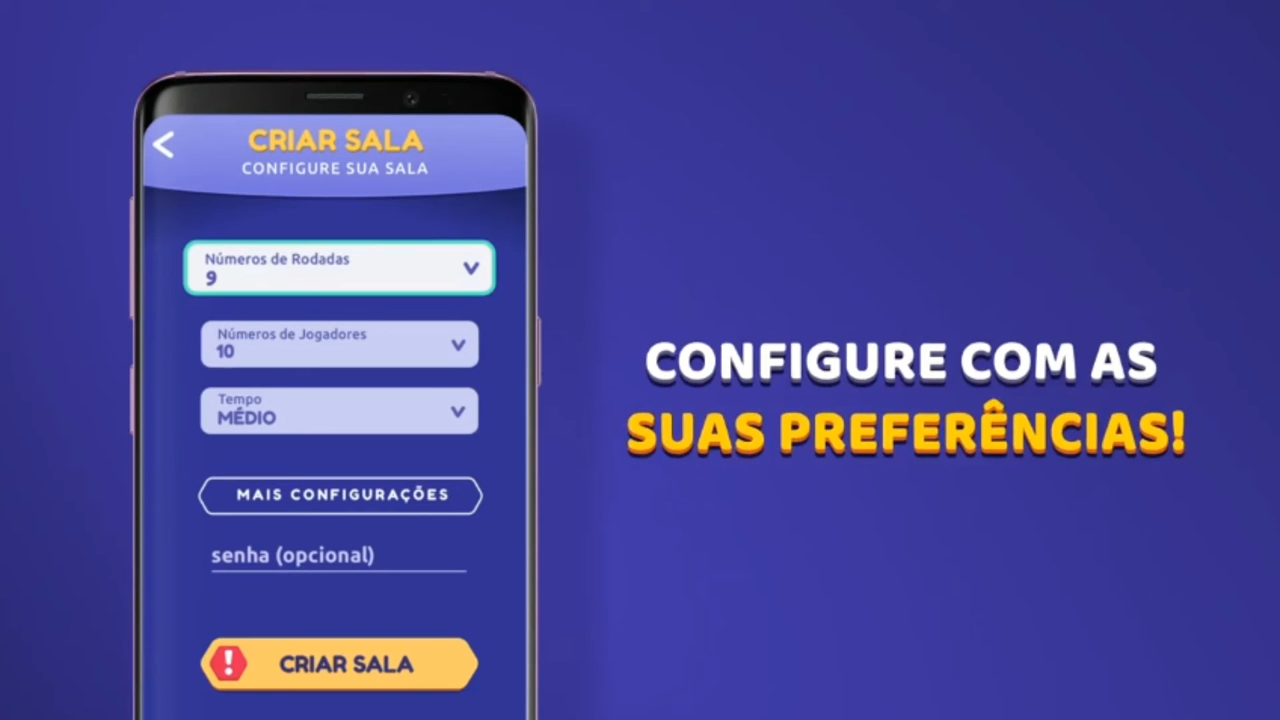 CRIAR SALA
CONFIGURE SUA SALA
Números de Rodadas
9
Números de Jogadores
10
Tempo
MÉDIO
MAIS CONFIGURAÇÕES
senha (opcional)
! CRIAR SALA
CONFIGURE COM AS
SUAS PREFERÊNCIAS!